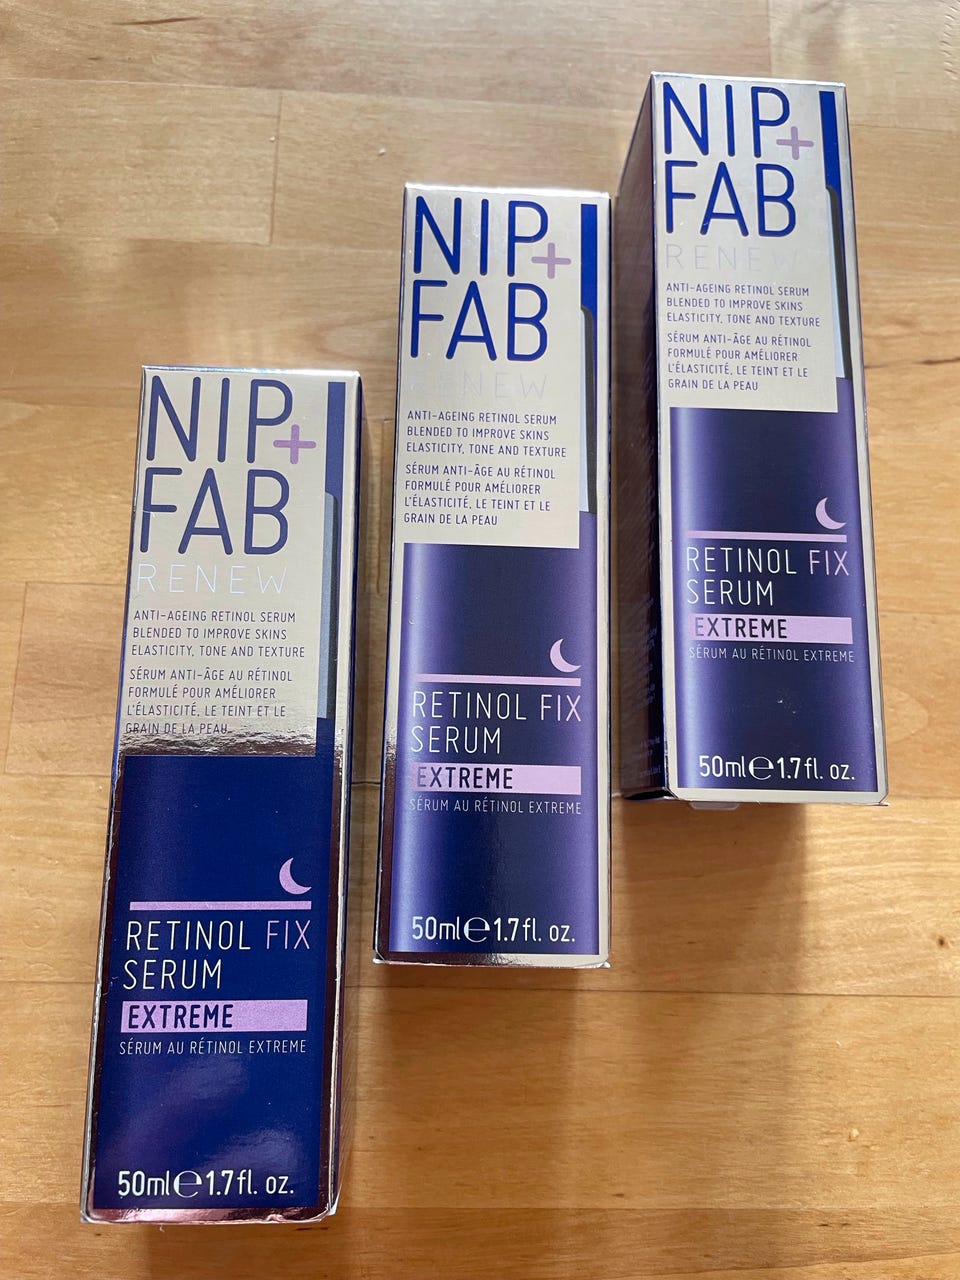 NIP+
FAB
RENEW
ANTI-AGEING RETINOL SERUM
BLENDED TO IMPROVE SKINS
ELASTICITY, TONE AND TEXTURE
SÉRUM ANTI-ÂGE AU RÉTINOL
FORMULÉ POUR AMÉLIORER
L'ÉLASTICITÉ, LE TEINT ET LE
GRAIN DE LA PEAU
RETINOL FIX
SERUM
EXTREME
SÉRUM AU RÉTINOL EXTREME
50ml℮1.7fl. oz.
NIP+
FAB
RENEW
ANTI-AGEING RETINOL SERUM
BLENDED TO IMPROVE SKINS
ELASTICITY, TONE AND TEXTURE
SÉRUM ANTI-ÂGE AU RÉTINOL
FORMULÉ POUR AMÉLIORER
L'ÉLASTICITÉ, LE TEINT ET LE
GRAIN DE LA PEAU
RETINOL FIX
SERUM
EXTREME
SÉRUM AU RÉTINOL EXTREME
50ml℮1.7fl. oz.
NIP+
FAB
RENEW
ANTI-AGEING RETINOL SERUM
BLENDED TO IMPROVE SKINS
ELASTICITY, TONE AND TEXTURE
SÉRUM ANTI-ÂGE AU RÉTINOL
FORMULÉ POUR AMÉLIORER
L'ÉLASTICITÉ, LE TEINT ET LE
GRAIN DE LA PEAU
RETINOL FIX
SERUM
EXTREME
SÉRUM AU RÉTINOL EXTREME
50ml℮1.7fl. oz.